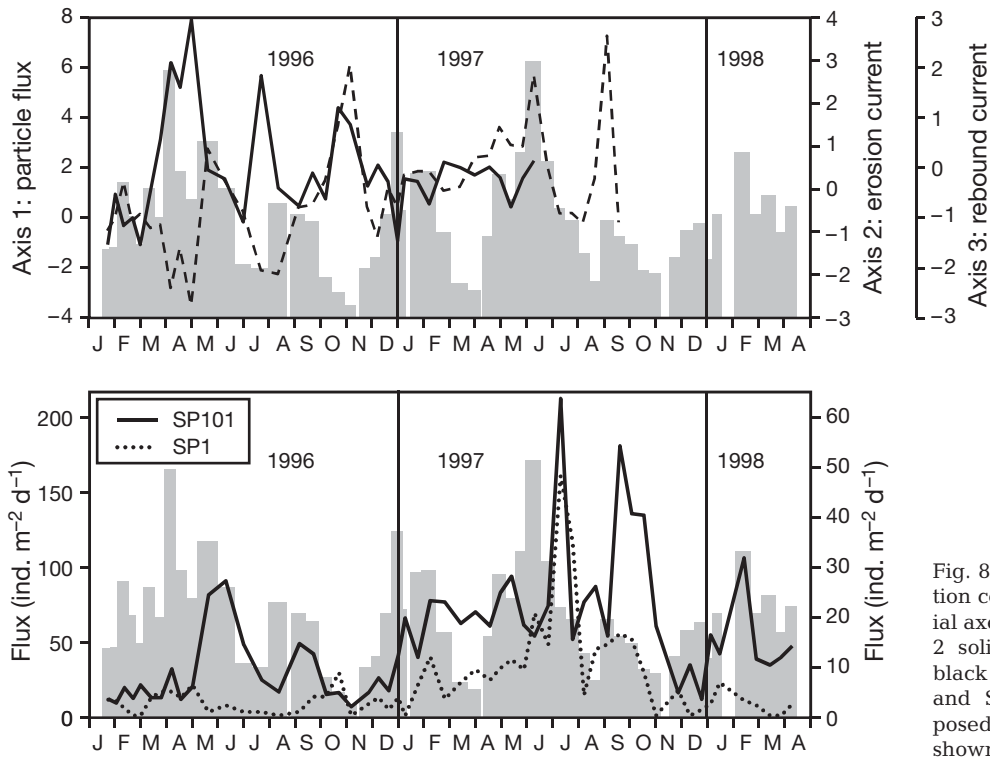 8
6
4
2
0
−2
−4
Axis 1: particle flux
1996
1997
1998
4
3
2
1
0
−1
−2
−3
Axis 2: erosion current
3
2
1
0
−1
−2
−3
Axis 3: rebound current
J F M A M J J A S O N D J F M A M J J A S O N D J F M A
200
150
100
50
0
Flux (ind. m−2 d−1)
SP101
SP1
1996
1997
1998
60
50
40
30
20
10
0
Flux (ind. m−2 d−1)
J F M A M J J A S O N D J F M A M J J A S O N D J F M A
Fig. 8
tion c
ial axe
2 soli
black
and S
posed
shown